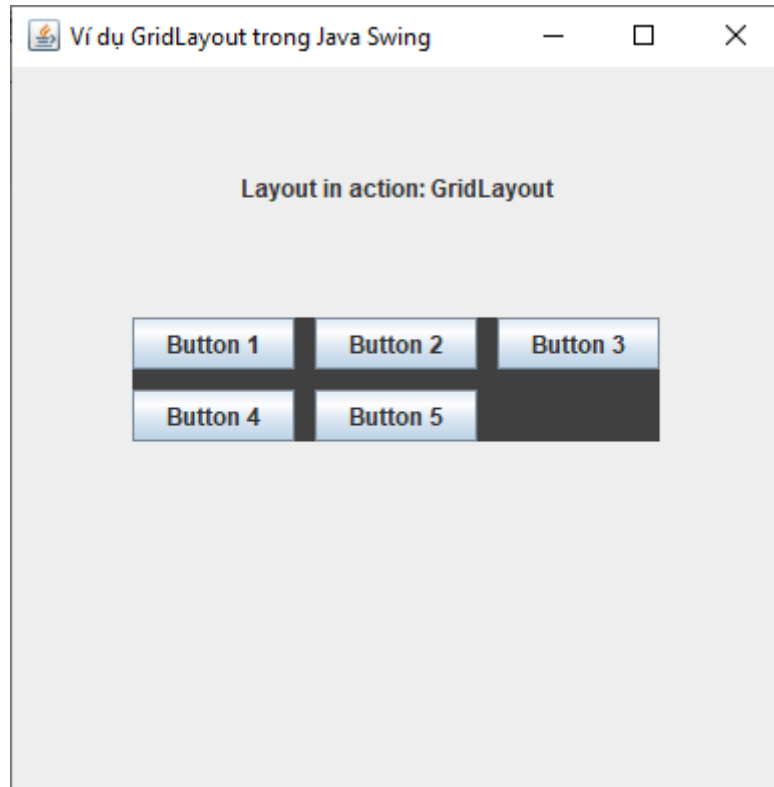 Ví dụ GridLayout trong Java Swing
Layout in action: GridLayout
Button 1 Button 2 Button 3
Button 4 Button 5